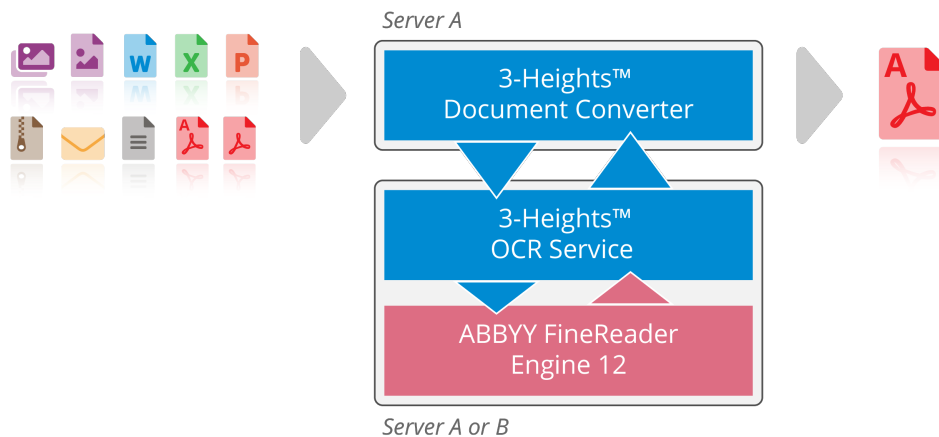 Server A
W
X
P
A
3-Heights™
Document Converter
A
3-Heights™
OCR Service
ABBYY FineReader
Engine 12
Server A or B